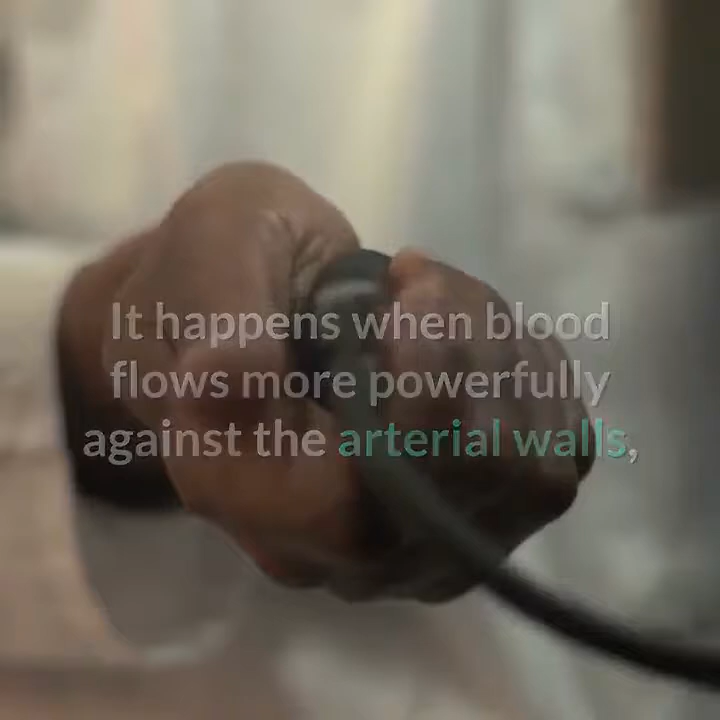 It happens when blood
flows more powerfully
against the arterial walls,